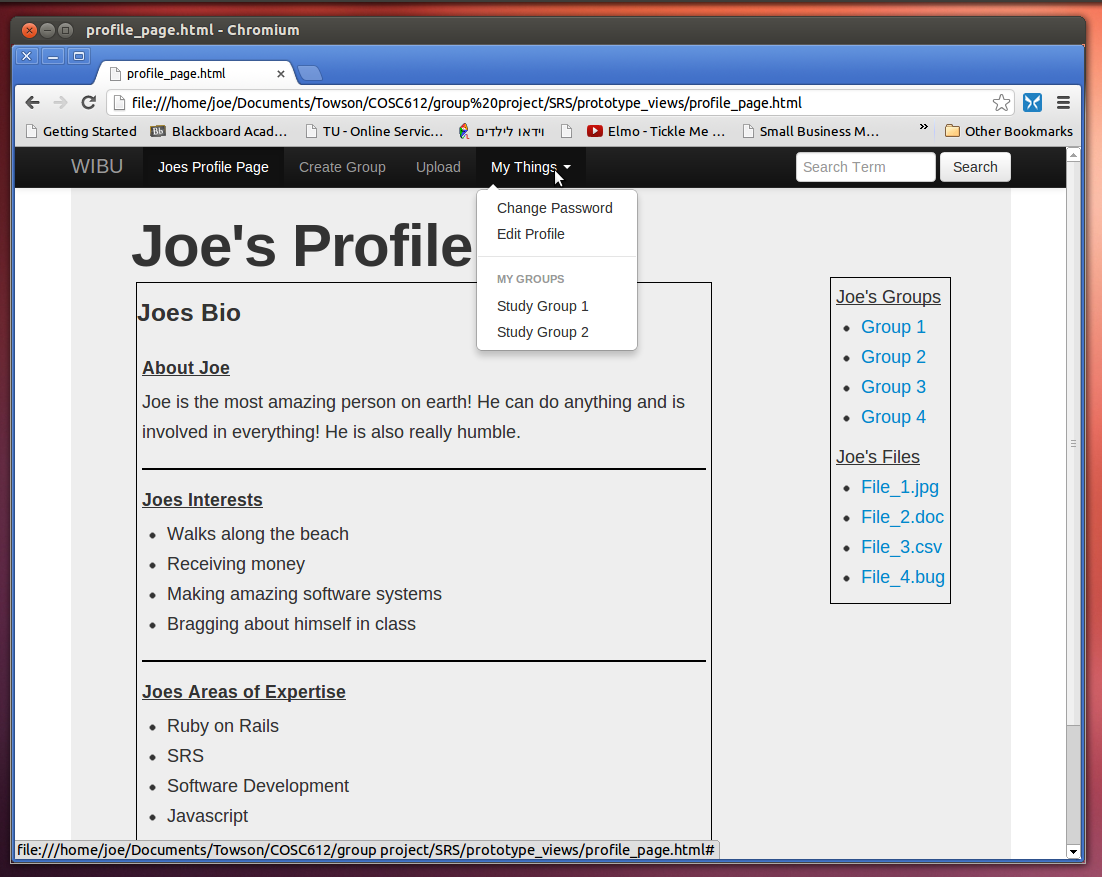 profile_page.html - Chromium
profile_page.html
file:///home/joe/Documents/Towson/COSC612/group%20project/SRS/prototype_views/profile_page.html
Getting Started Bb Blackboard Acad... TU - Online Servic... וידאו לילדים Elmo - Tickle Me ... Small Business M... » Other Bookmarks
WIBU Joes Profile Page Create Group Upload My Things Search Term Search
Change Password
Edit Profile
MY GROUPS
Study Group 1
Study Group 2
Joe's Profile
Joes Bio
About Joe
Joe is the most amazing person on earth! He can do anything and is
involved in everything! He is also really humble.
Joes Interests
Walks along the beach
Receiving money
Making amazing software systems
Bragging about himself in class
Joes Areas of Expertise
Ruby on Rails
SRS
Software Development
Javascript
Joe's Groups
Group 1
Group 2
Group 3
Group 4
Joe's Files
File_1.jpg
File_2.doc
File_3.csv
File_4.bug
file:///home/joe/Documents/Towson/COSC612/group project/SRS/prototype_views/profile_page.html#